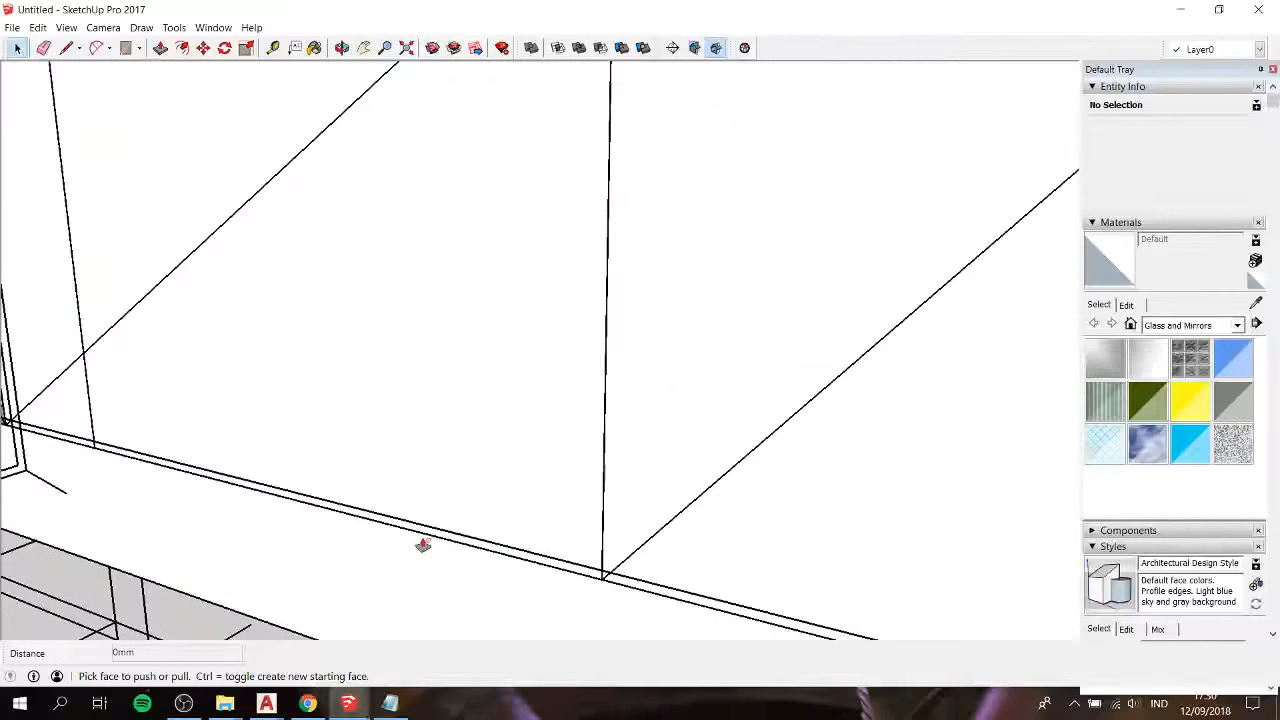 Untitled - SketchUp Pro 2017
File Edit View Camera Draw Tools Window Help
Layer0
Default Tray
Entity Info
No Selection
Materials
Default
Select Edit
Glass and Mirrors
Components
Styles
Architectural Design Style
Default face colors.
Profile edges. Light blue
sky and gray background
Select Edit Mix
Distance 0mm
Pick face to push or pull. Ctrl = toggle create new starting face.
17:30
IND
12/09/2018